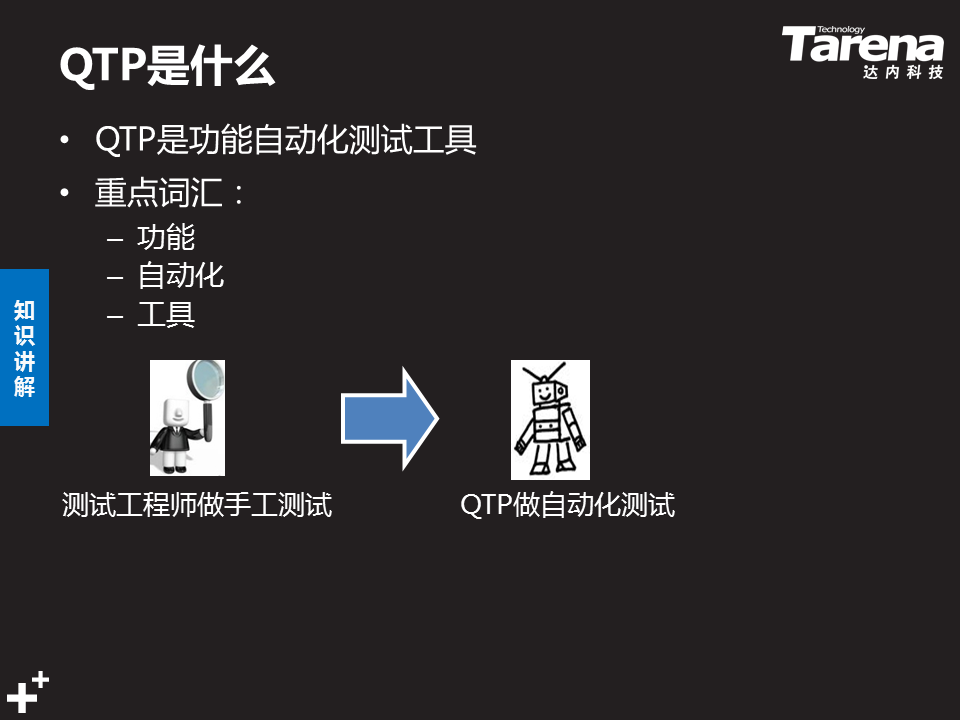 QTP是什么
Technology
Tarena
达内科技
• QTP是功能自动化测试工具
• 重点词汇：
– 功能
– 自动化
– 工具
知识讲解
测试工程师做手工测试
QTP做自动化测试